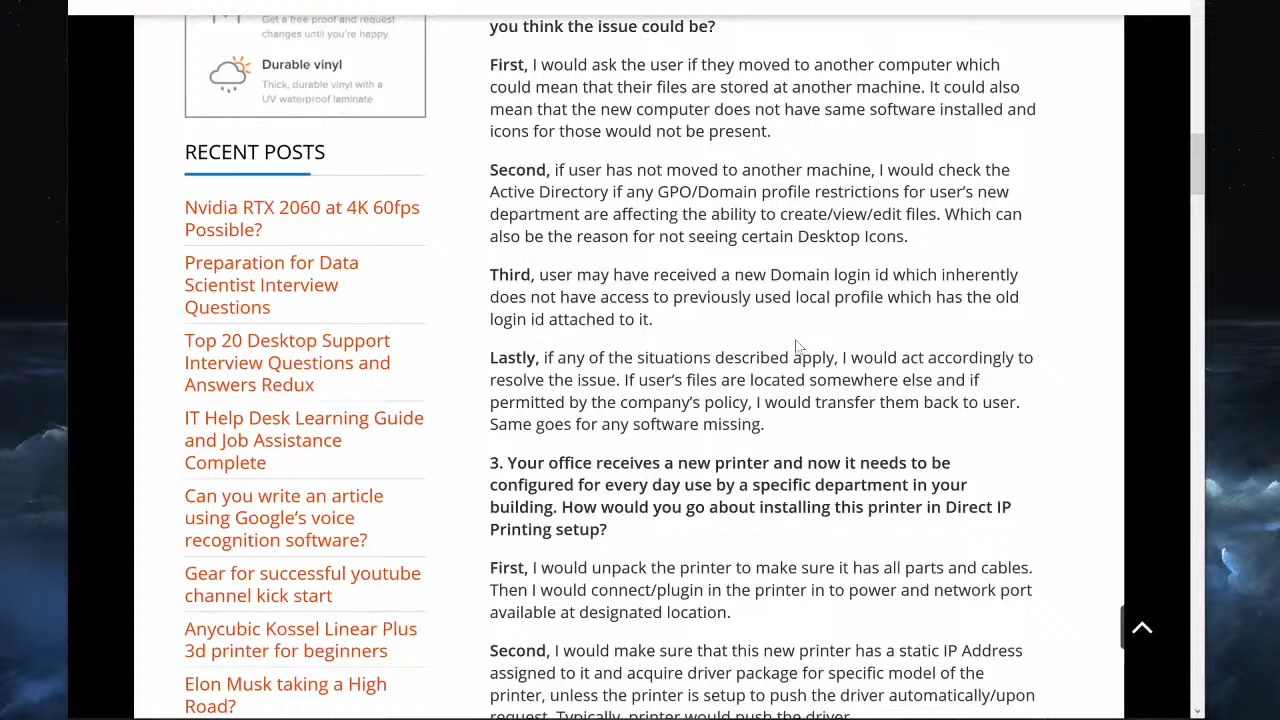 Get a free proof and request
changes until you're happy.
Durable vinyl
Thick, durable vinyl with a
UV waterproof laminate
RECENT POSTS
Nvidia RTX 2060 at 4K 60fps
Possible?
Preparation for Data
Scientist Interview
Questions
Top 20 Desktop Support
Interview Questions and
Answers Redux
IT Help Desk Learning Guide
and Job Assistance
Complete
Can you write an article
using Google's voice
recognition software?
Gear for successful youtube
channel kick start
Anycubic Kossel Linear Plus
3d printer for beginners
Elon Musk taking a High
Road?
you think the issue could be?
First, I would ask the user if they moved to another computer which
could mean that their files are stored at another machine. It could also
mean that the new computer does not have same software installed and
icons for those would not be present.
Second, if user has not moved to another machine, I would check the
Active Directory if any GPO/Domain profile restrictions for user's new
department are affecting the ability to create/view/edit files. Which can
also be the reason for not seeing certain Desktop Icons.
Third, user may have received a new Domain login id which inherently
does not have access to previously used local profile which has the old
login id attached to it.
Lastly, if any of the situations described apply, I would act accordingly to
resolve the issue. If user's files are located somewhere else and if
permitted by the company's policy, I would transfer them back to user.
Same goes for any software missing.
3. Your office receives a new printer and now it needs to be
configured for every day use by a specific department in your
building. How would you go about installing this printer in Direct IP
Printing setup?
First, I would unpack the printer to make sure it has all parts and cables.
Then I would connect/plugin in the printer in to power and network port
available at designated location.
Second, I would make sure that this new printer has a static IP Address
assigned to it and acquire driver package for specific model of the
printer, unless the printer is setup to push the driver automatically/upon
request. Typically, printer would push the driver